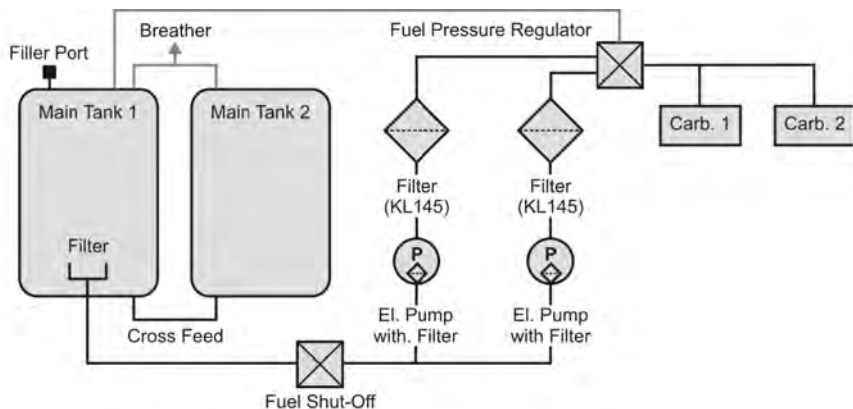 Breather
Fuel Pressure Regulator
Filler Port
Main Tank 1
Main Tank 2
Carb. 1
Carb. 2
Filter
(KL145)
Filter
(KL145)
Filter
P
P
El. Pump
with. Filter
El. Pump
with Filter
Cross Feed
Fuel Shut-Off